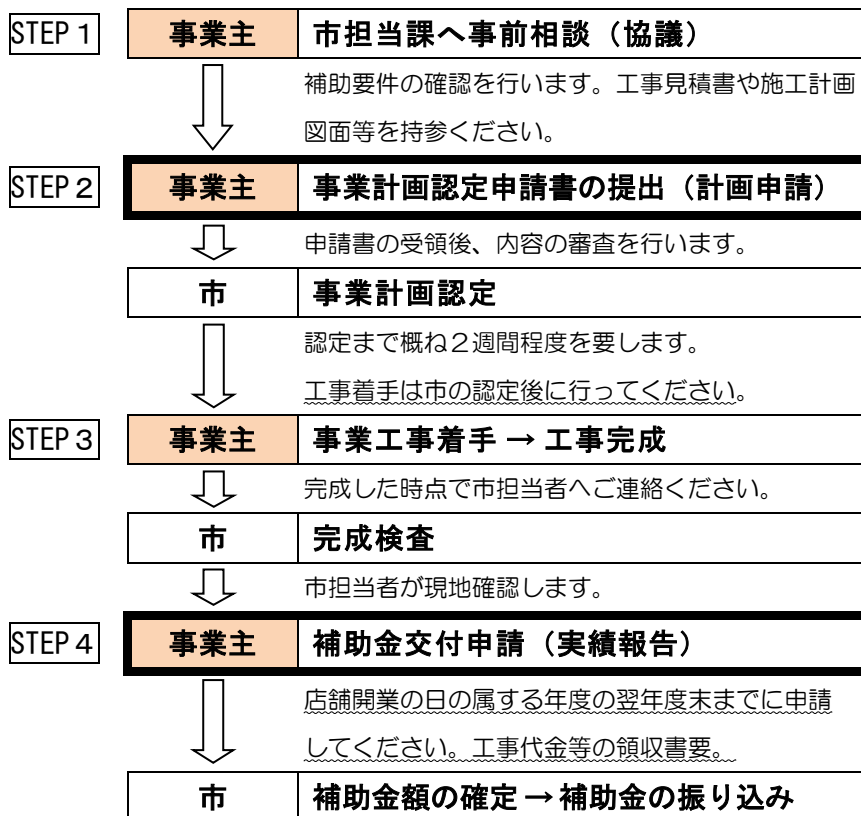 STEP 1 事業主 市担当課へ事前相談（協議）
補助要件の確認を行います。工事見積書や施工計画
図面等を持参ください。
STEP 2 事業主 事業計画認定申請書の提出（計画申請）
申請書の受領後、内容の審査を行います。
市 事業計画認定
認定まで概ね２週間程度を要します。
工事着手は市の認定後に行ってください。
STEP 3 事業主 事業工事着手 → 工事完成
完成した時点で市担当者へご連絡ください。
市 完成検査
市担当者が現地確認します。
STEP 4 事業主 補助金交付申請（実績報告）
店舗開業の日の属する年度の翌年度末までに申請
してください。工事代金等の領収書要。
市 補助金額の確定 → 補助金の振り込み